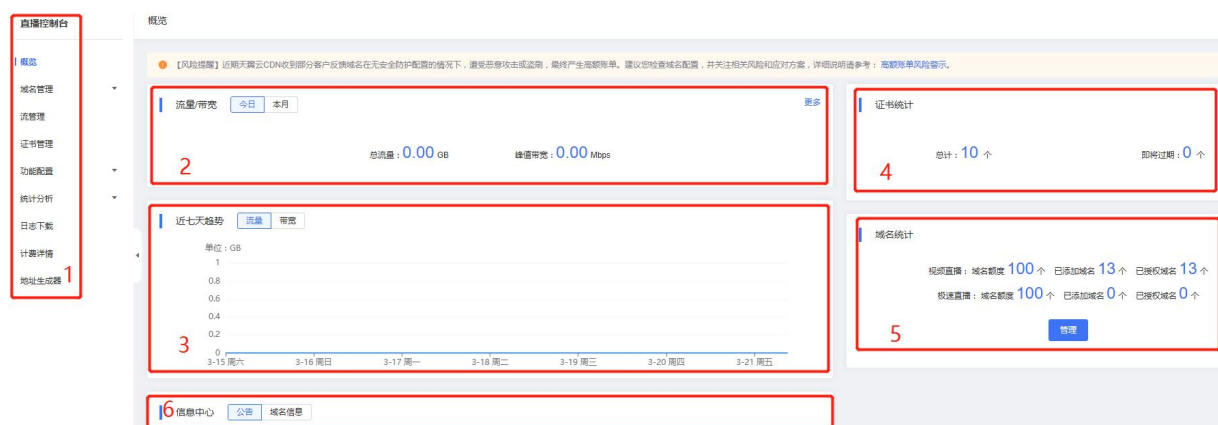 直播控制台
概览
域名管理
流管理
证书管理
功能配置
统计分析
日志下载
计费详情
地址生成器
1
概览
【风险提醒】近期天翼云CDN收到部分客户反馈域名在无安全防护配置的情况下，遭受恶意攻击或盗刷，最终产生高额账单。建议您检查域名配置，并关注相关风险和应对方案，详细说明请参考：高额账单风险警示。
流量/带宽 今日 本月 更多
总流量：0.00 GB 峰值带宽：0.00 Mbps
2
近七天趋势 流量 带宽
单位：GB
1
0.8
0.6
0.4
0.2
0
3-15 周六 3-16 周日 3-17 周一 3-18 周二 3-19 周三 3-20 周四 3-21 周五
3
证书统计
总计：10 个 即将过期：0 个
4
域名统计
视频直播：域名额度 100 个 已添加域名 13 个 已授权域名 13 个
极速直播：域名额度 100 个 已添加域名 0 个 已授权域名 0 个
管理
5
6
信息中心 公告 域名信息